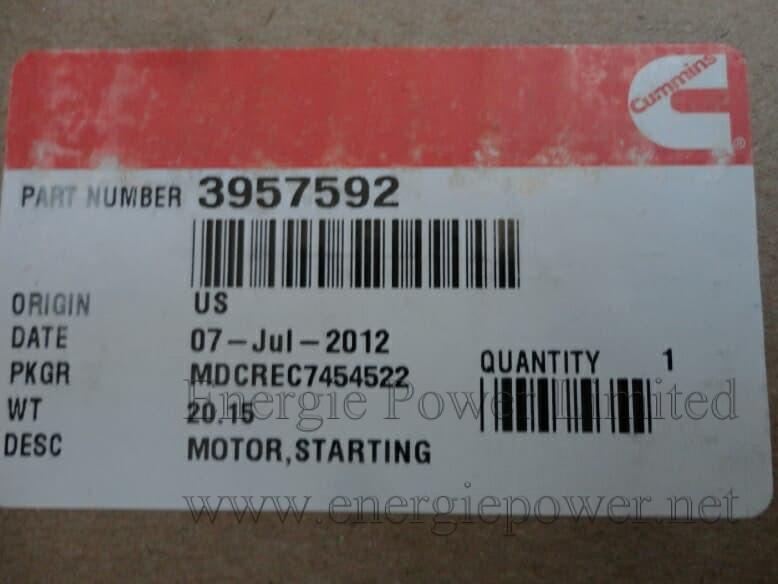 Cummins
®
PART NUMBER 3957592
ORIGIN US
DATE 07-Jul-2012
QUANTITY 1
PKGR MDCREC7454522
WT 20.15
DESC MOTOR,STARTING
Energie Power Limited
www.energiepower.net